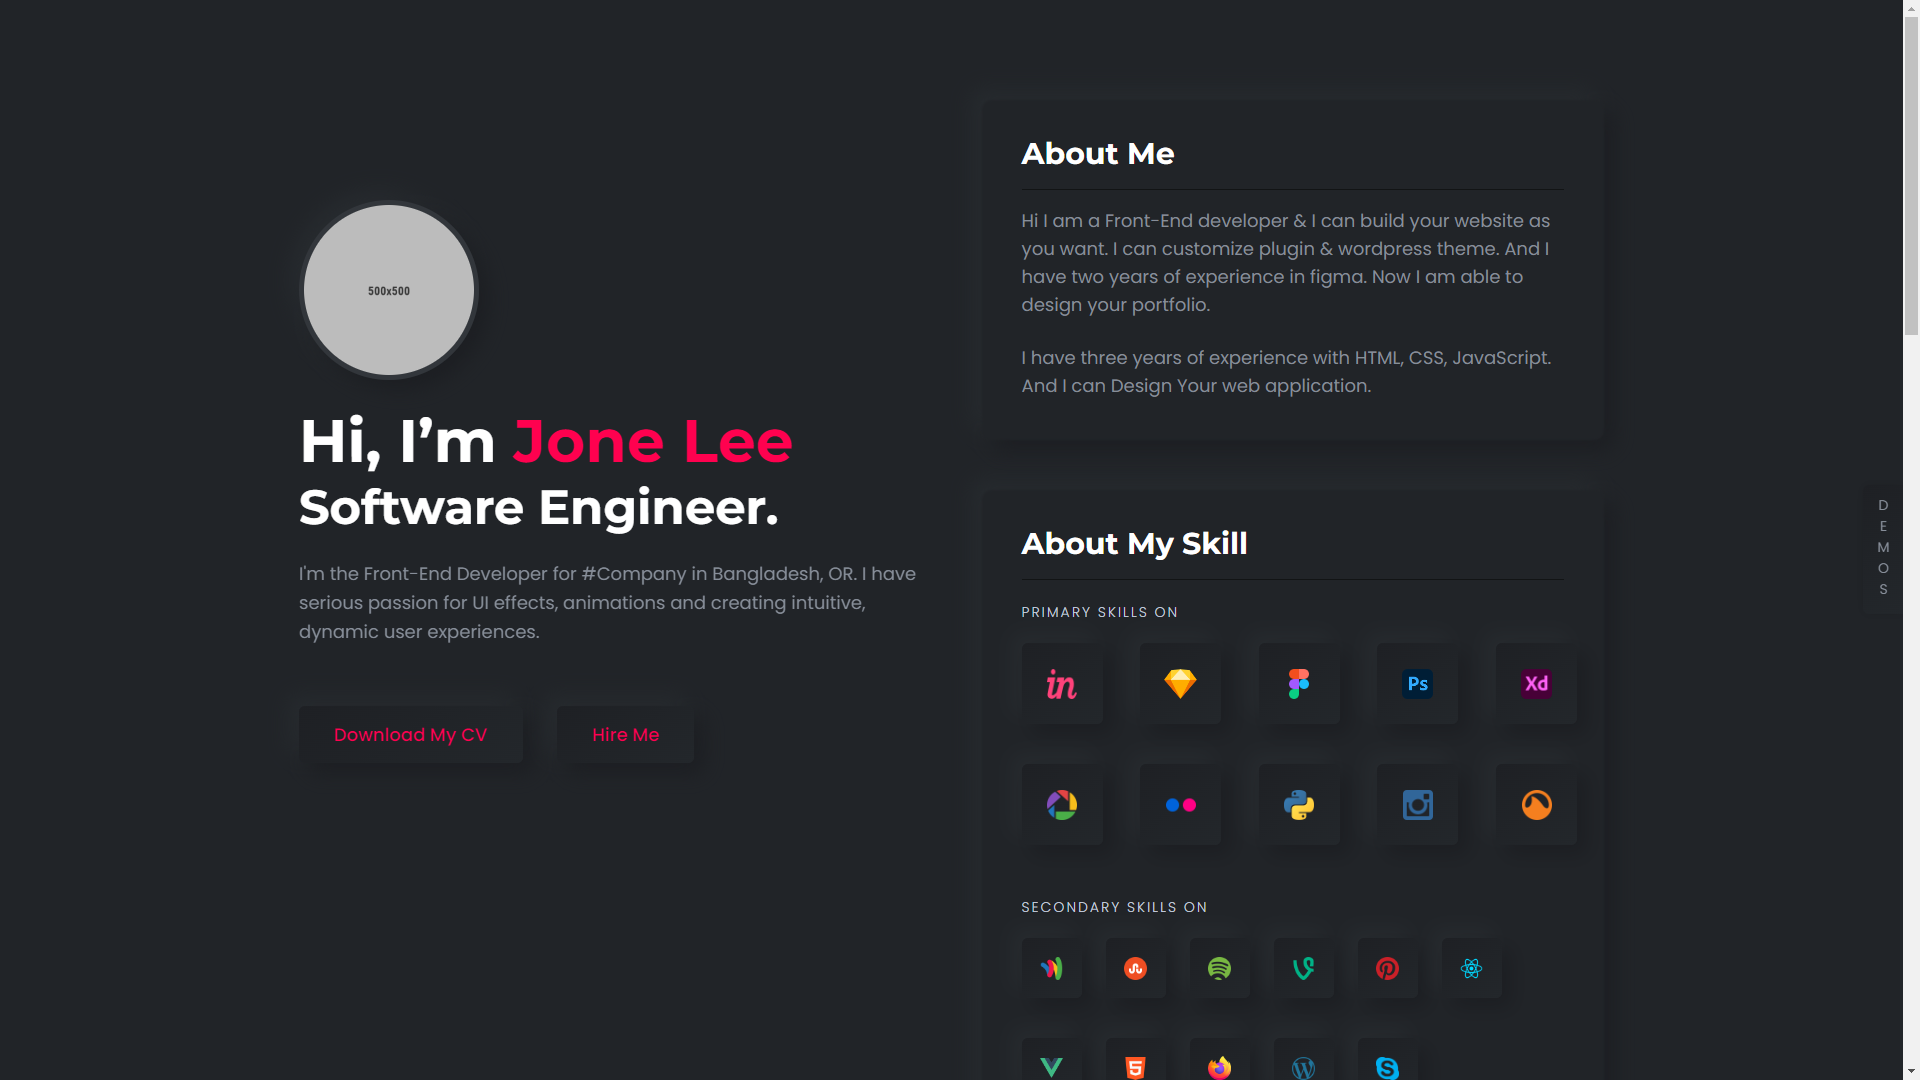 500x500
Hi, I’m Jone Lee
Software Engineer.
I'm the Front-End Developer for #Company in Bangladesh, OR. I have
serious passion for UI effects, animations and creating intuitive,
dynamic user experiences.
Download My CV
Hire Me
About Me
Hi I am a Front-End developer & I can build your website as
you want. I can customize plugin & wordpress theme. And I
have two years of experience in figma. Now I am able to
design your portfolio.
I have three years of experience with HTML, CSS, JavaScript.
And I can Design Your web application.
About My Skill
PRIMARY SKILLS ON
in
Ps
Xd
SECONDARY SKILLS ON
D
E
M
O
S